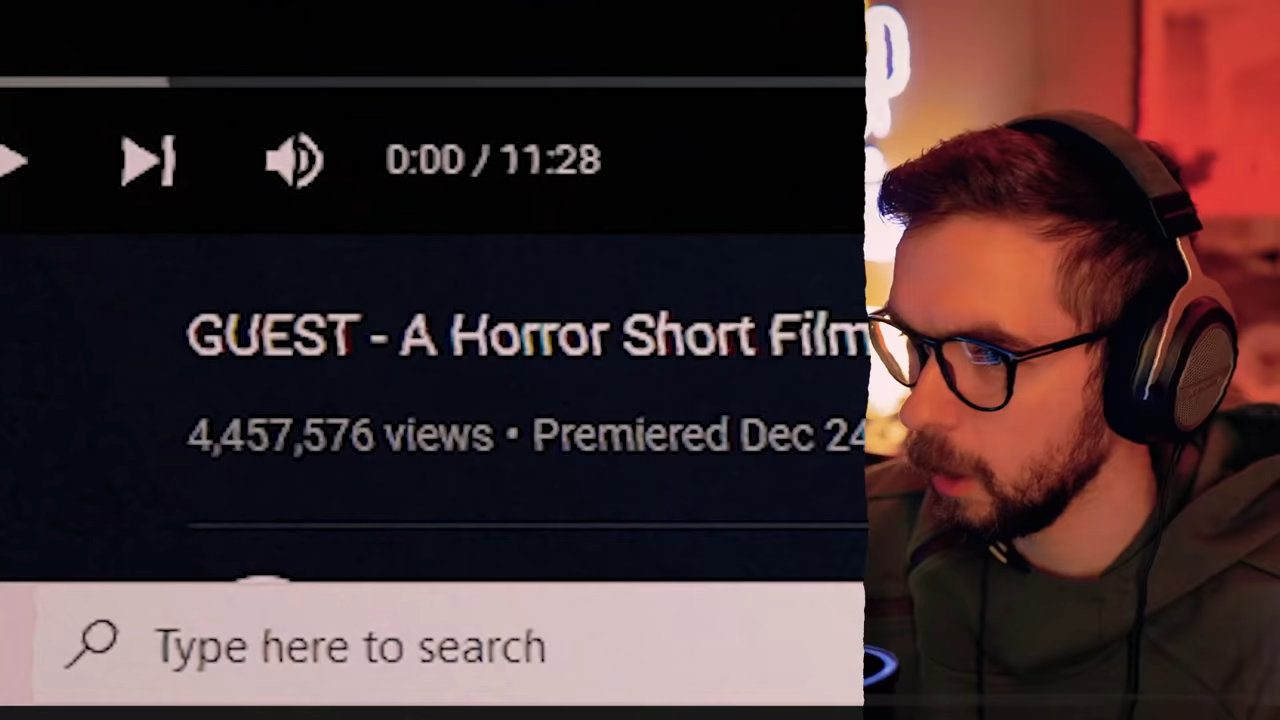 0:00 / 11:28
GUEST - A Horror Short Film
4,457,576 views • Premiered Dec 24
Type here to search